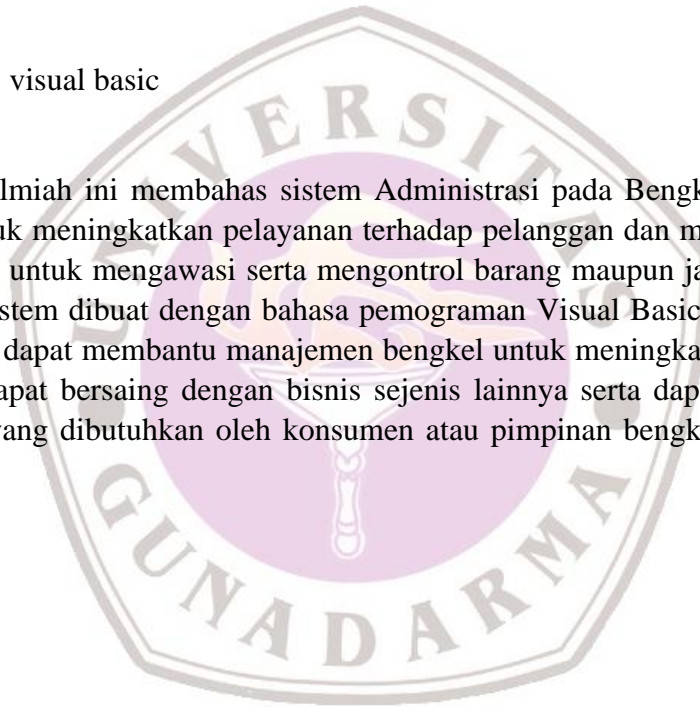 visual basic
lmiah ini membahas sistem Administrasi pada Bengk
uk meningkatkan pelayanan terhadap pelanggan dan m
untuk mengawasi serta mengontrol barang maupun ja
stem dibuat dengan bahasa pemograman Visual Basic
dapat membantu manajemen bengkel untuk meningka
apat bersaing dengan bisnis sejenis lainnya serta dap
yang dibutuhkan oleh konsumen atau pimpinan bengk
UNIVERSITAS
GUNADARMA